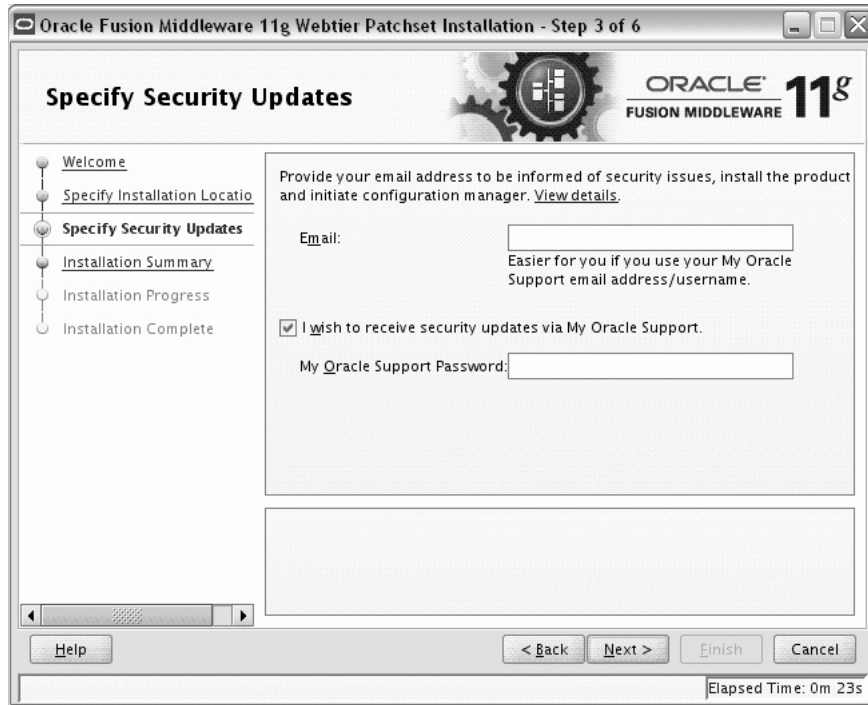 Oracle Fusion Middleware 11g Webtier Patchset Installation - Step 3 of 6
Specify Security Updates
ORACLE
FUSION MIDDLEWARE
11g
Welcome
Specify Installation Locatio
Specify Security Updates
Installation Summary
Installation Progress
Installation Complete
Provide your email address to be informed of security issues, install the product
and initiate configuration manager. View details.
Email:
Easier for you if you use your My Oracle
Support email address/username.
I wish to receive security updates via My Oracle Support.
My Oracle Support Password:
Help
< Back
Next >
Finish
Cancel
Elapsed Time: 0m 23s